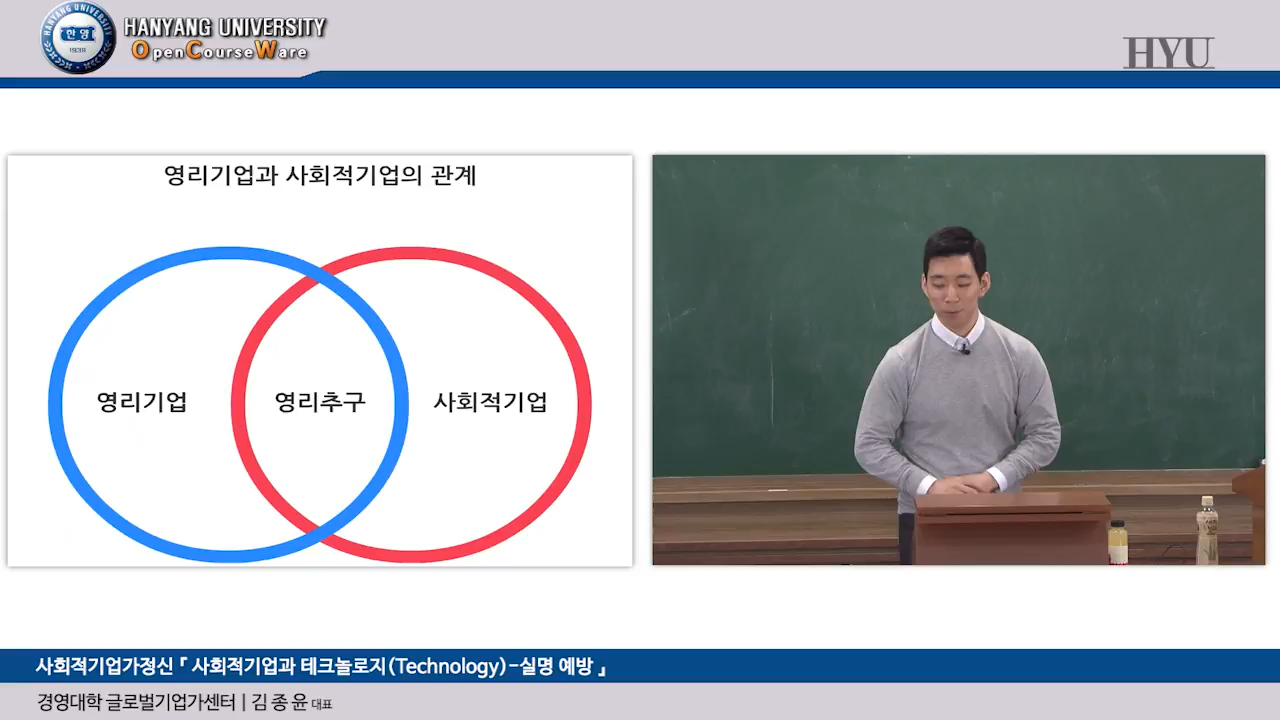 HANYANG UNIVERSITY
OpenCourseWare
한양
1939
HYU
영리기업과 사회적기업의 관계
영리기업
영리추구
사회적기업
사회적기업가정신 『 사회적기업과 테크놀로지(Technology)-실명 예방 』
경영대학 글로벌기업가센터 | 김 종 윤 대표